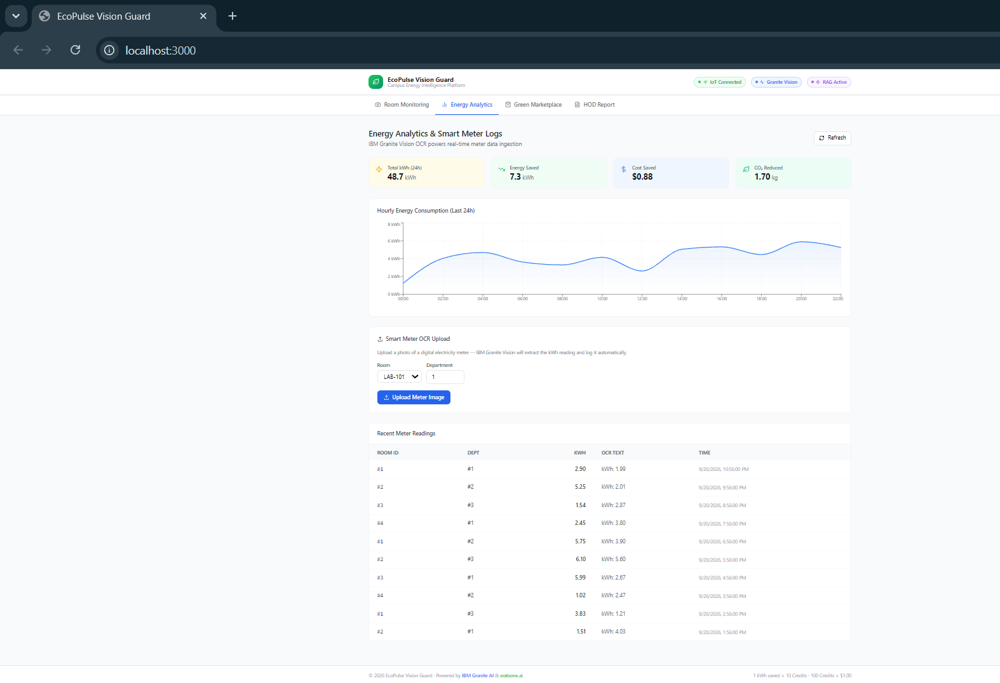 EcoPulse Vision Guard
localhost:3000
EcoPulse Vision Guard
Campus Energy Intelligence Platform
IoT Connected
Granite Vision
RAG Active
Room Monitoring
Energy Analytics
Green Marketplace
HOD Report
Energy Analytics & Smart Meter Logs
IBM Granite Vision OCR powers real-time meter data ingestion
Refresh
Total kWh (24h)
48.7 kWh
Energy Saved
7.3 kWh
Cost Saved
$0.88
CO₂ Reduced
1.70 kg
Hourly Energy Consumption (Last 24h)
8 kWh
6 kWh
4 kWh
2 kWh
0 kWh
00:00 02:00 04:00 06:00 08:00 10:00 12:00 14:00 16:00 18:00 20:00 22:00
Smart Meter OCR Upload
Upload a photo of a digital electricity meter — IBM Granite Vision will extract the kWh reading and log it automatically.
Room Department
LAB-101 1
Upload Meter Image
Recent Meter Readings
ROOM ID DEPT KWH OCR TEXT TIME
#1 #1 2.90 kWh: 1.99 9/20/2026, 10:56:00 PM
#2 #2 5.25 kWh: 2.01 9/20/2026, 9:56:00 PM
#3 #3 1.54 kWh: 2.87 9/20/2026, 8:56:00 PM
#4 #1 2.45 kWh: 3.80 9/20/2026, 7:56:00 PM
#1 #2 5.75 kWh: 3.90 9/20/2026, 6:56:00 PM
#2 #3 6.10 kWh: 5.60 9/20/2026, 5:56:00 PM
#3 #1 5.99 kWh: 2.67 9/20/2026, 4:56:00 PM
#4 #2 1.02 kWh: 2.47 9/20/2026, 3:56:00 PM
#1 #3 3.83 kWh: 1.21 9/20/2026, 2:56:00 PM
#2 #1 1.51 kWh: 4.03 9/20/2026, 1:56:00 PM
© 2026 EcoPulse Vision Guard · Powered by IBM Granite AI & watsonx.ai
1 kWh saved = 10 Credits · 100 Credits = $1.00